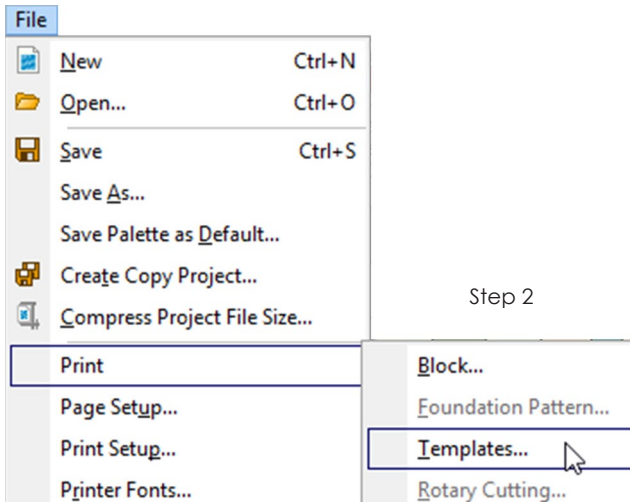 File
New Ctrl+N
Open... Ctrl+O
Save Ctrl+S
Save As...
Save Palette as Default...
Create Copy Project...
Compress Project File Size...
Step 2
Print
Block...
Page Setup...
Foundation Pattern...
Print Setup...
Templates...
Printer Fonts...
Rotary Cutting...